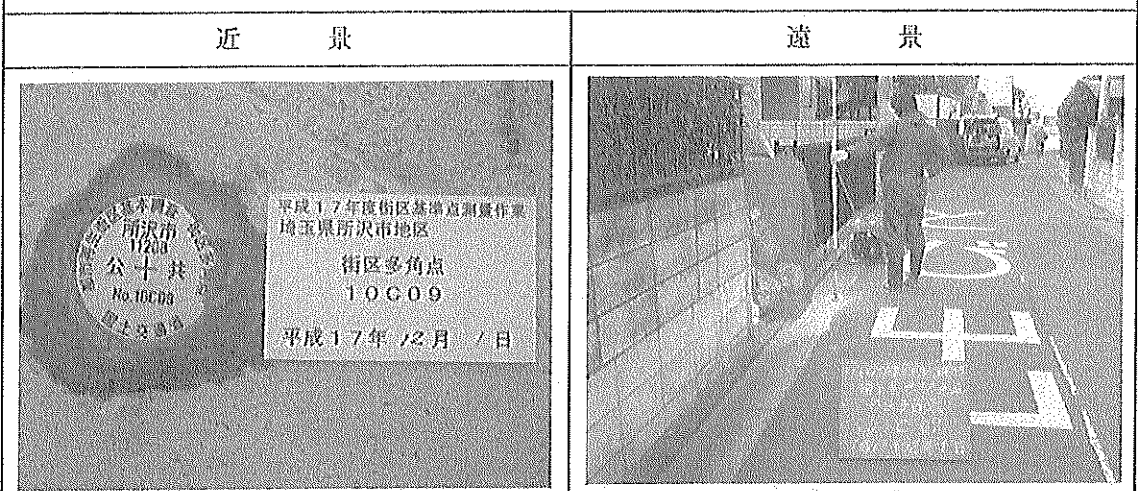 近景
遠景
所沢市
11208
公共
No.10C09
国土交通省
平成17年度街区基準点測量作業
埼玉県所沢市地区
街区多角点
10C09
平成17年12月1日